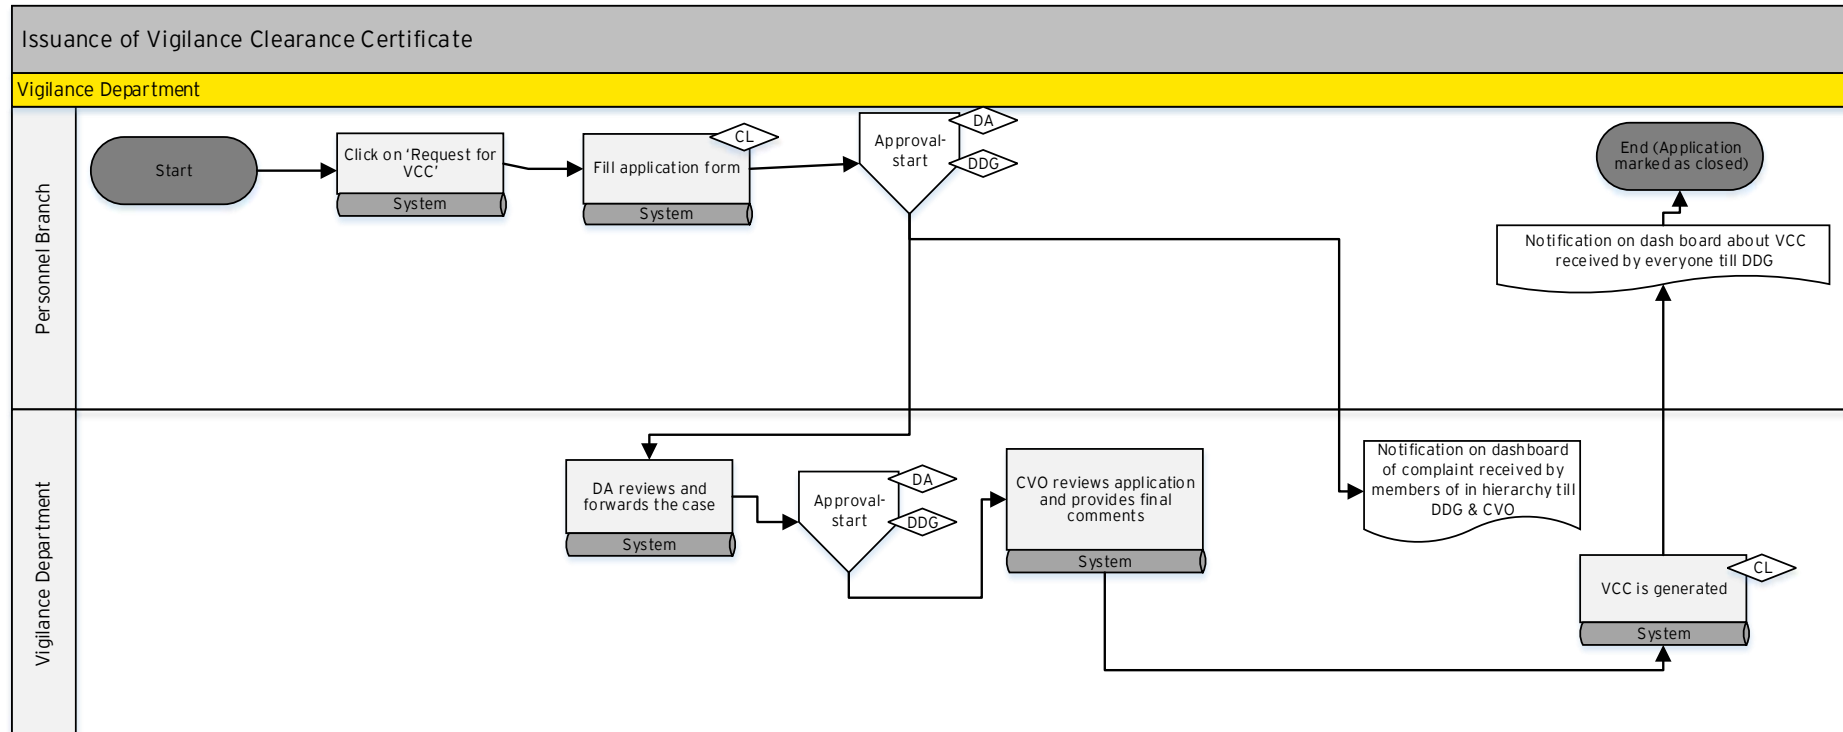 Issuance of Vigilance Clearance Certificate
Vigilance Department
Personnel Branch
Start
Click on ‘Request for
VCC’
System
CL
Fill application form
System
DA
Approval-
start
DDG
End (Application
marked as closed)
Notification on dash board about VCC
received by everyone till DDG
Vigilance Department
DA reviews and
forwards the case
System
DA
Approval-
start
DDG
CVO reviews application
and provides final
comments
System
Notification on dashboard
of complaint received by
members of in hierarchy till
DDG & CVO
CL
VCC is generated
System